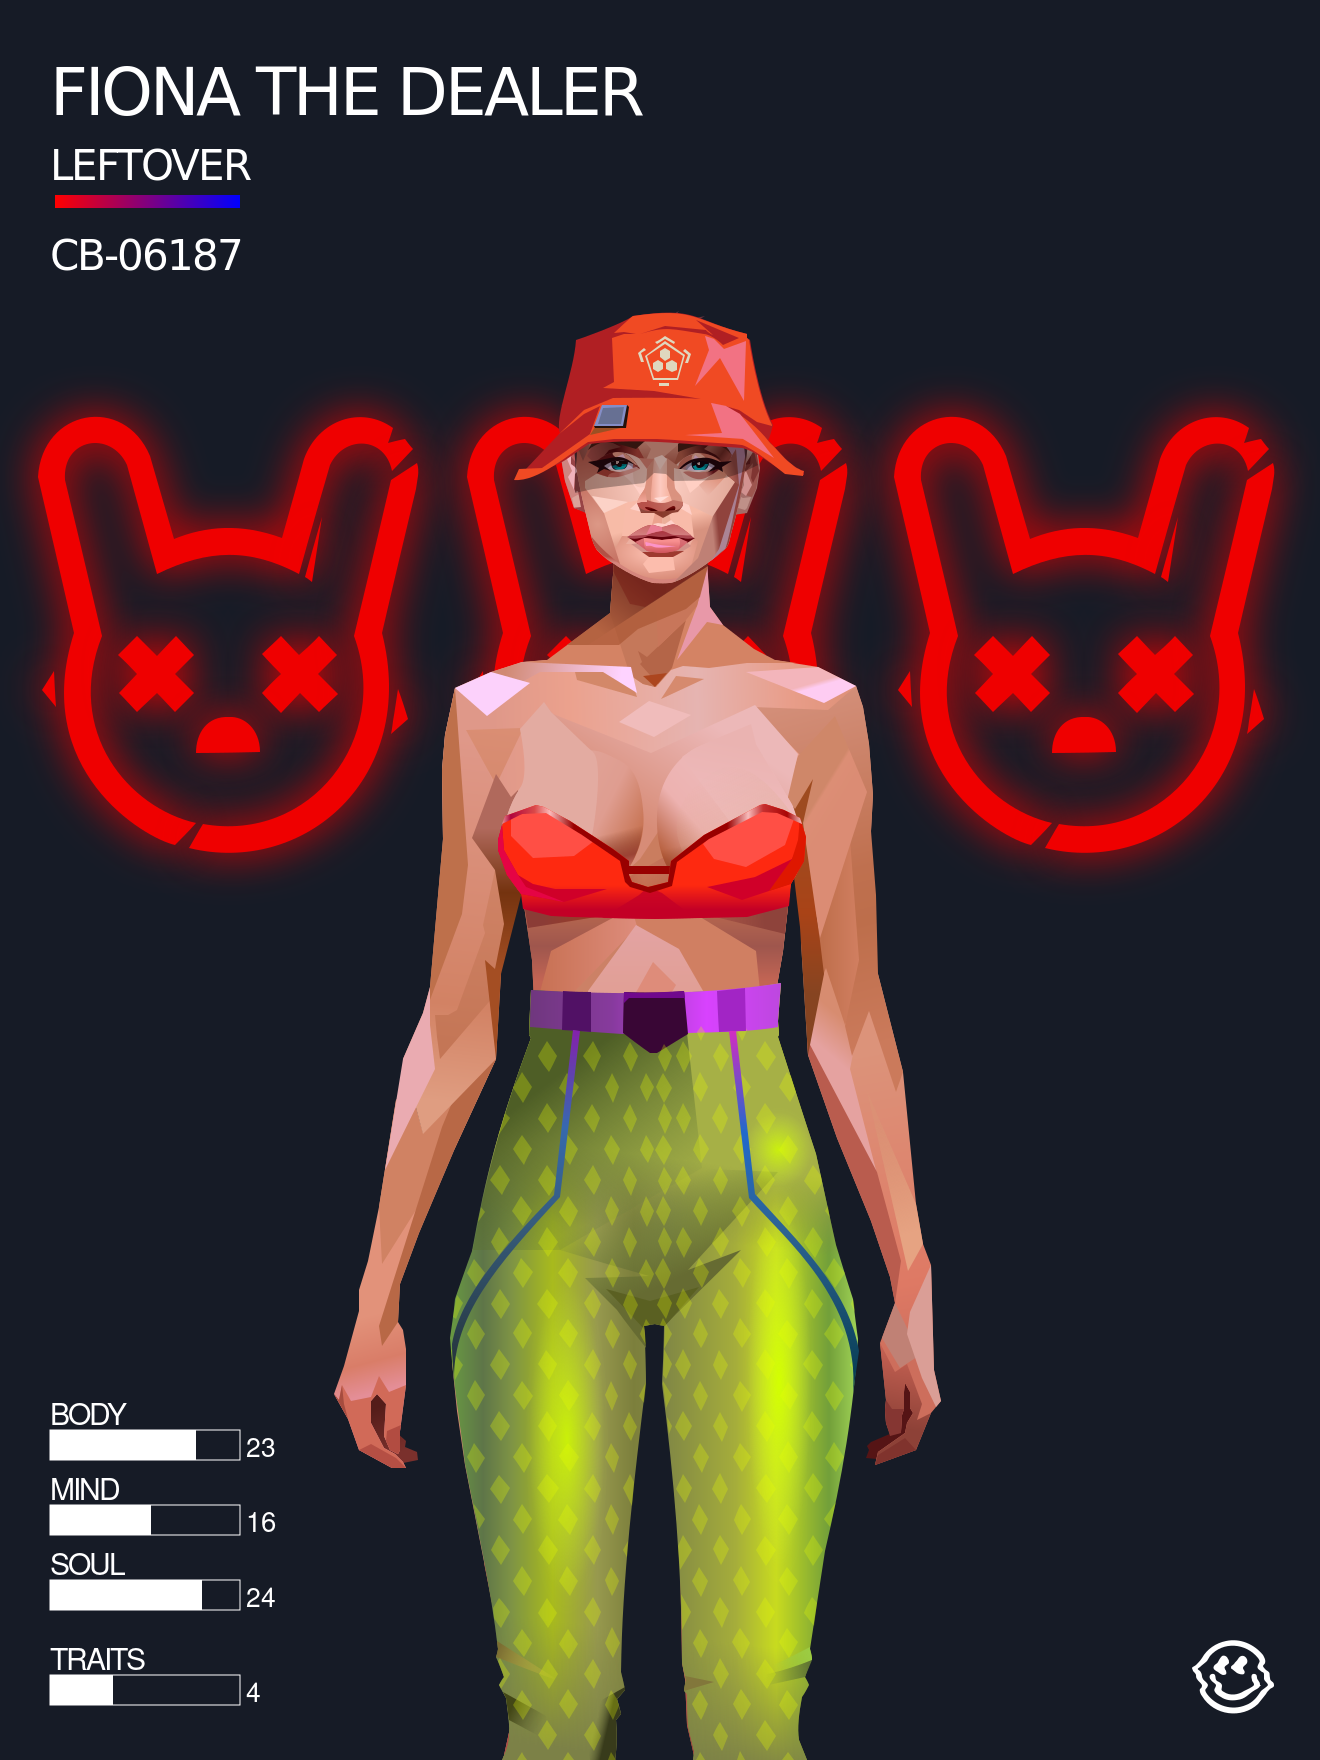 FIONA THE DEALER
LEFTOVER
CB-06187
BODY
23
MIND
16
SOUL
24
TRAITS
4